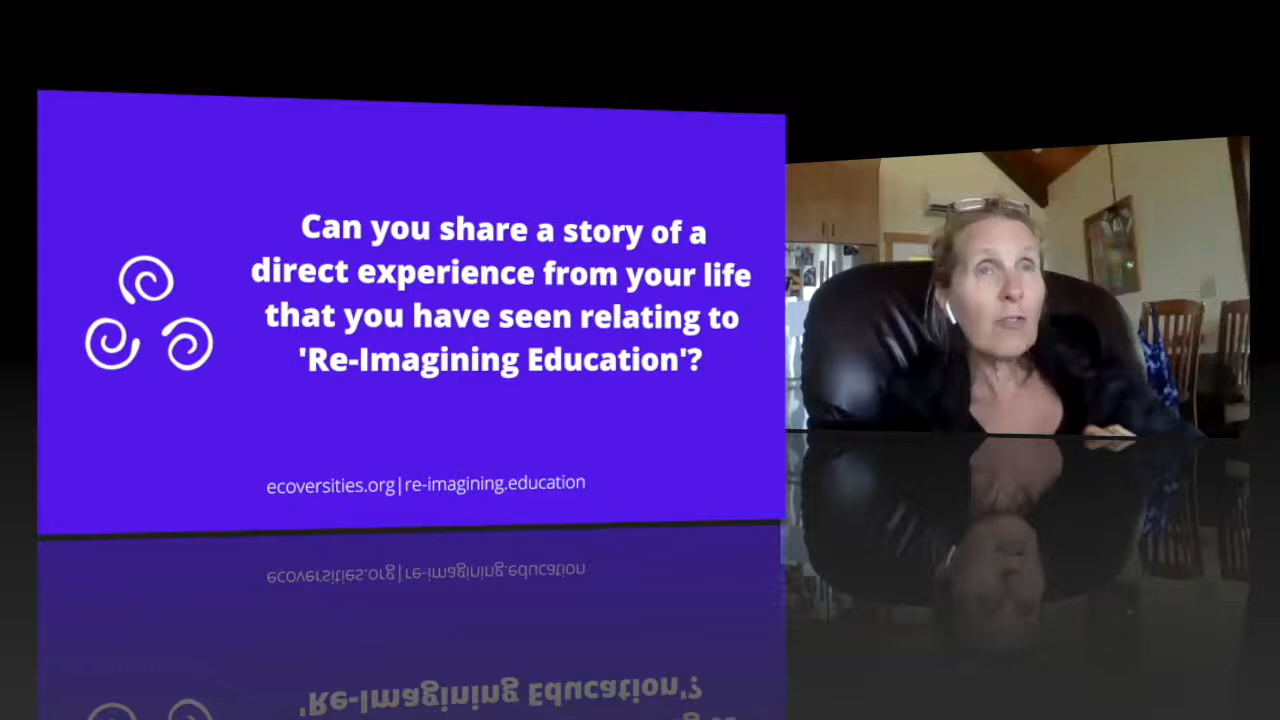 Can you share a story of a
direct experience from your life
that you have seen relating to
'Re-Imagining Education'?
ecoversities.org|re-imagining.education